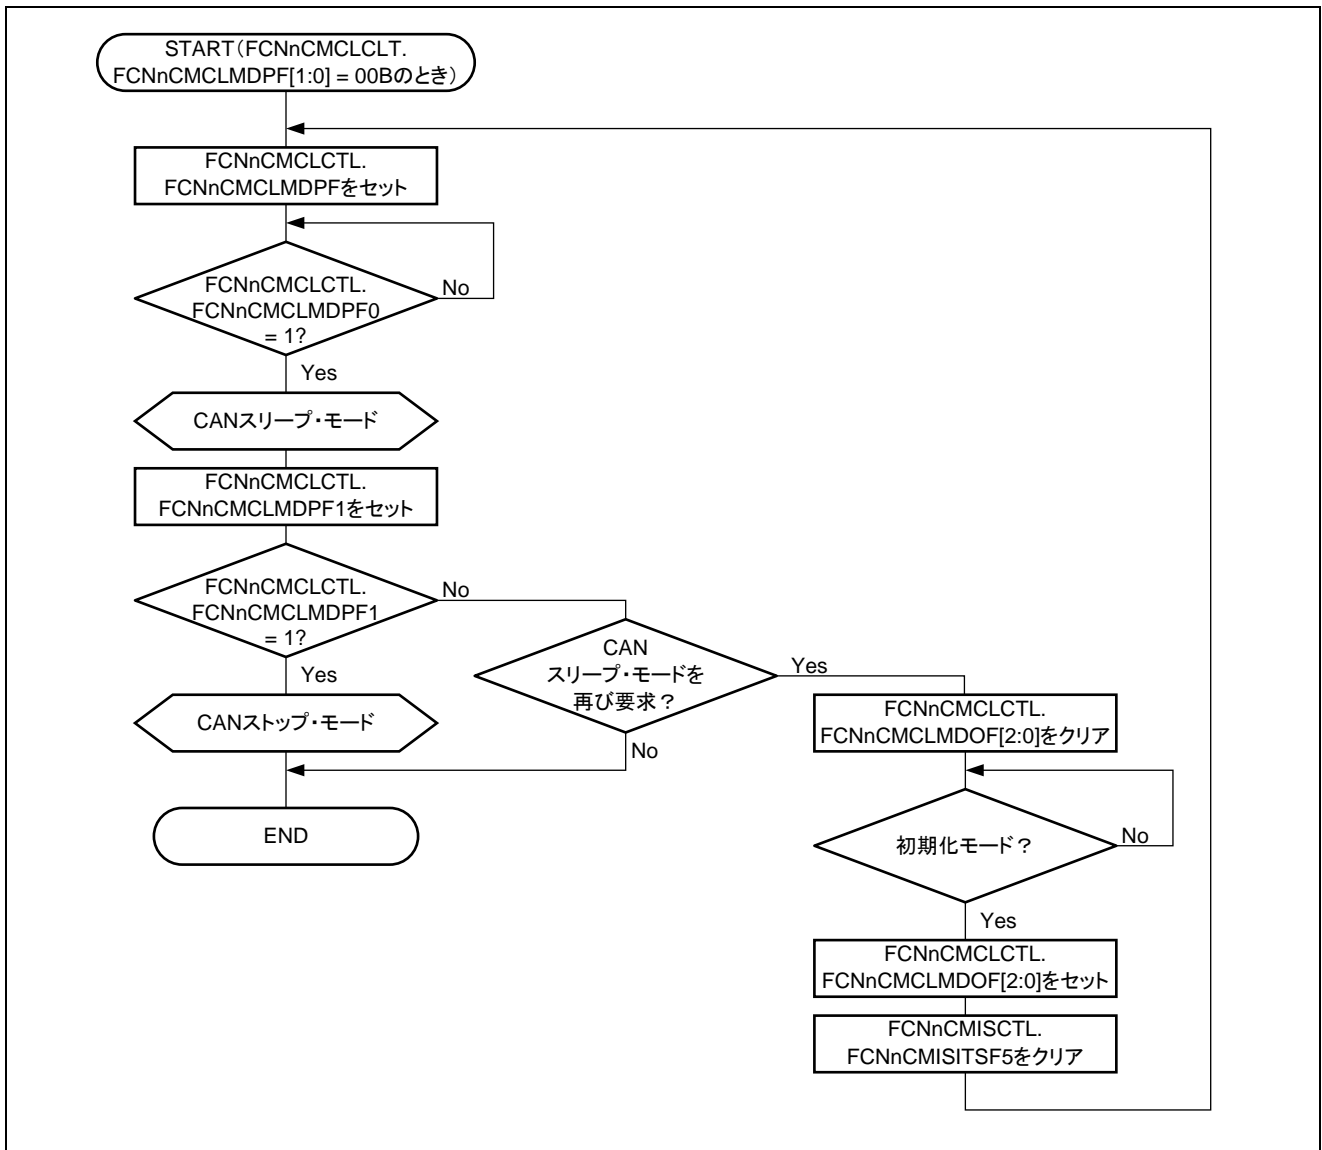 START(FCNnCMCLCLT.
FCNnCMCLMDPF[1:0] = 00Bのとき)
FCNnCMCLCTL.
FCNnCMCLMDPFをセット
FCNnCMCLCTL.
FCNnCMCLMDPF0
= 1?
No
Yes
CANスリープ・モード
FCNnCMCLCTL.
FCNnCMCLMDPF1をセット
FCNnCMCLCTL.
FCNnCMCLMDPF1
= 1?
No
Yes
CANストップ・モード
END
CAN
スリープ・モードを
再び要求?
Yes
No
FCNnCMCLCTL.
FCNnCMCLMDOF[2:0]をクリア
初期化モード?
No
Yes
FCNnCMCLCTL.
FCNnCMCLMDOF[2:0]をセット
FCNnCMISCTL.
FCNnCMISITSF5をクリア